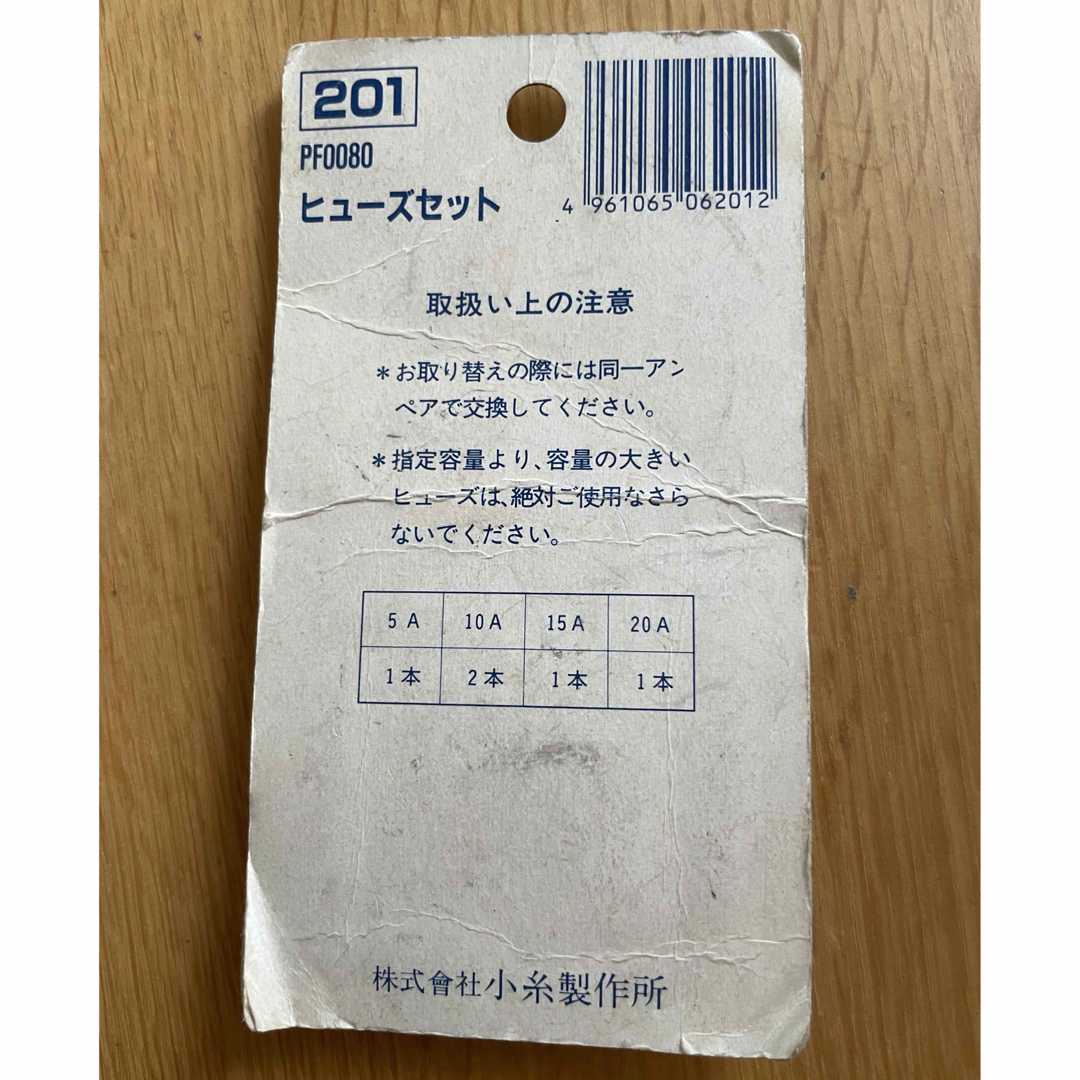 201
PF0080
ヒューズセット
4 961065 062012
取扱い上の注意
＊お取り替えの際には同一アン
ペアで交換してください。
＊指定容量より、容量の大きい
ヒューズは、絶対ご使用なさら
ないでください。
5A 10A 15A 20A
1本 2本 1本 1本
株式會社小糸製作所